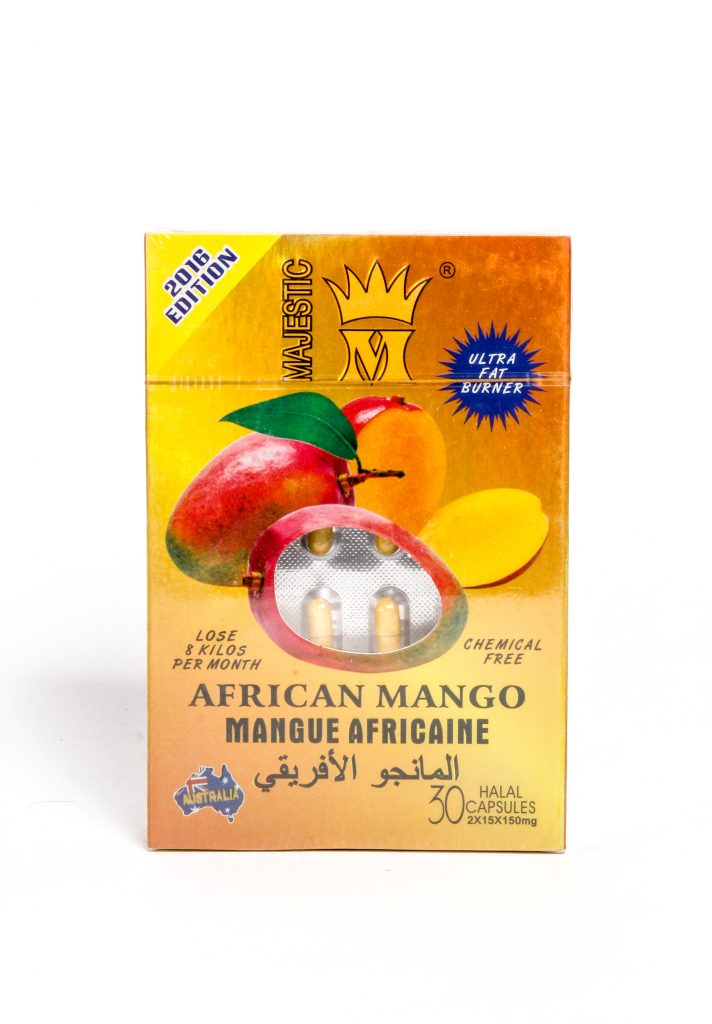 2016
EDITION
MAJESTIC
M
®
ULTRA
FAT
BURNER
LOSE
8 KILOS
PER MONTH
CHEMICAL
FREE
AFRICAN MANGO
MANGUE AFRICAINE
المانجو الأفريقي
AUSTRALIA
30 HALAL
CAPSULES
2X15X150mg